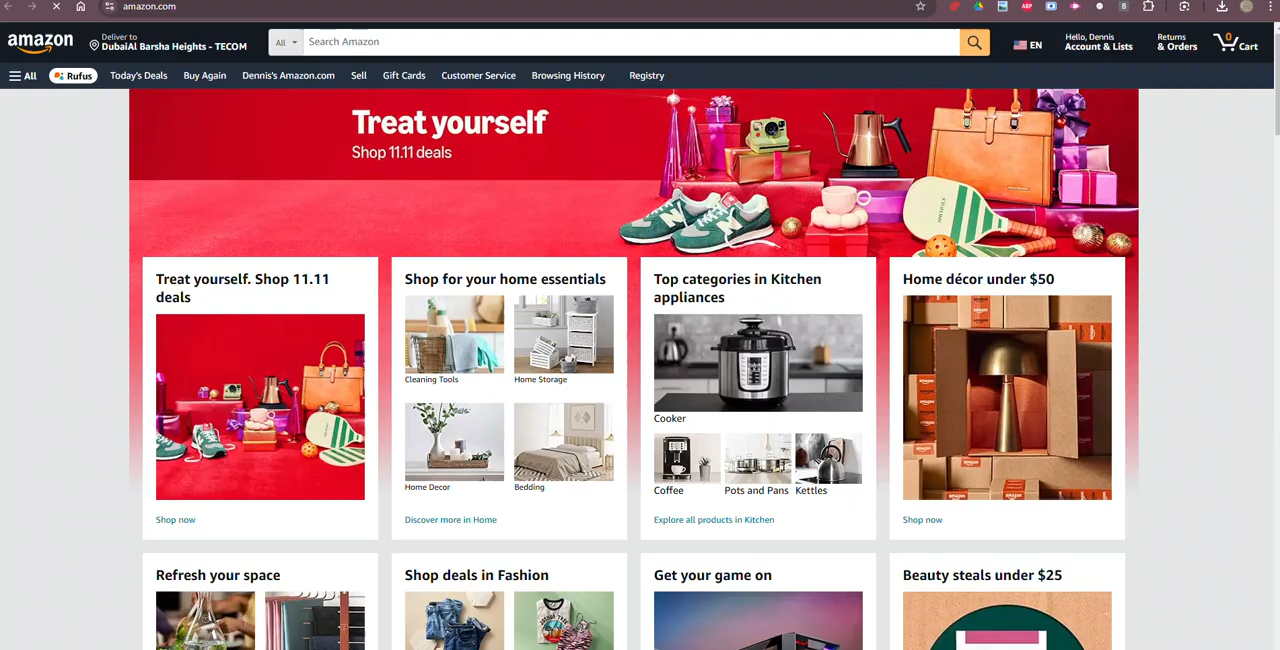 amazon.com
ABP
amazon
Deliver to
DubaiAl Barsha Heights - TECOM
All
Search Amazon
EN
Hello, Dennis
Account & Lists
Returns
& Orders
0
Cart
All
Rufus
Today's Deals
Buy Again
Dennis's Amazon.com
Sell
Gift Cards
Customer Service
Browsing History
Registry
Treat yourself
Shop 11.11 deals
Treat yourself. Shop 11.11
deals
Shop now
Shop for your home essentials
Cleaning Tools
Home Storage
Home Decor
Bedding
Discover more in Home
Top categories in Kitchen
appliances
Cooker
Coffee
Pots and Pans
Kettles
Explore all products in Kitchen
Home décor under $50
Shop now
Refresh your space
Shop deals in Fashion
Get your game on
Beauty steals under $25